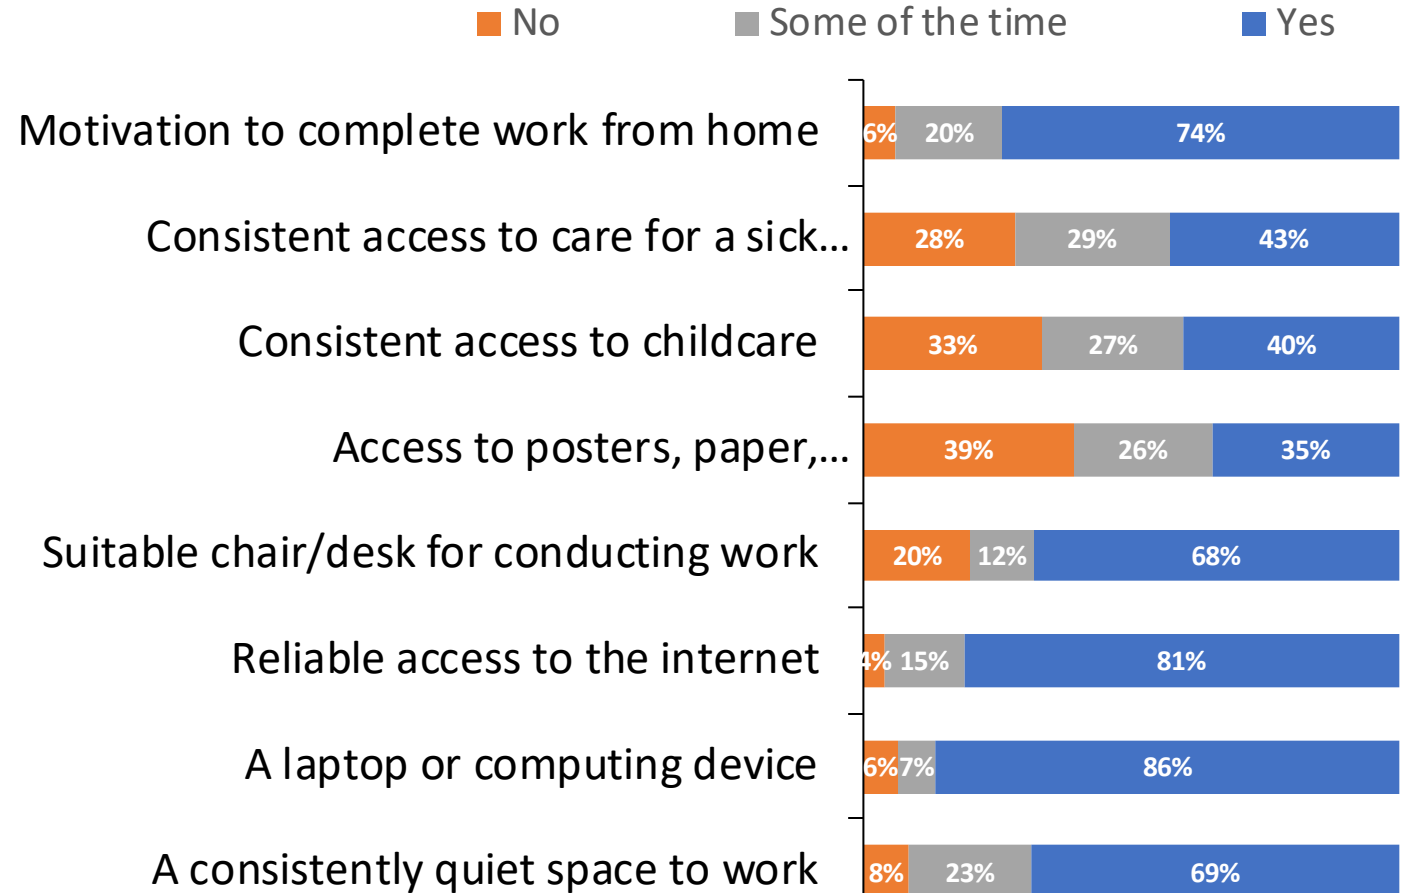 No Some of the time Yes
Motivation to complete work from home 6% 20% 74%
Consistent access to care for a sick… 28% 29% 43%
Consistent access to childcare 33% 27% 40%
Access to posters, paper,… 39% 26% 35%
Suitable chair/desk for conducting work 20% 12% 68%
Reliable access to the internet 4% 15% 81%
A laptop or computing device 6% 7% 86%
A consistently quiet space to work 8% 23% 69%